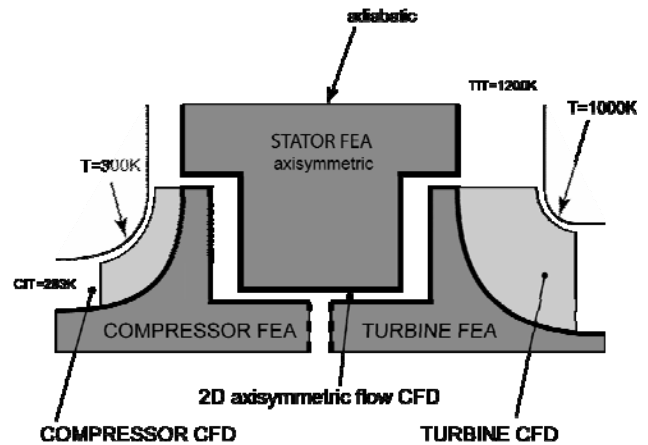 adiabatic
TIT=1200K
T=1000K
STATOR FEA
axisymmetric
T=300K
CIT=293K
COMPRESSOR FEA
TURBINE FEA
2D axisymmetric flow CFD
COMPRESSOR CFD
TURBINE CFD